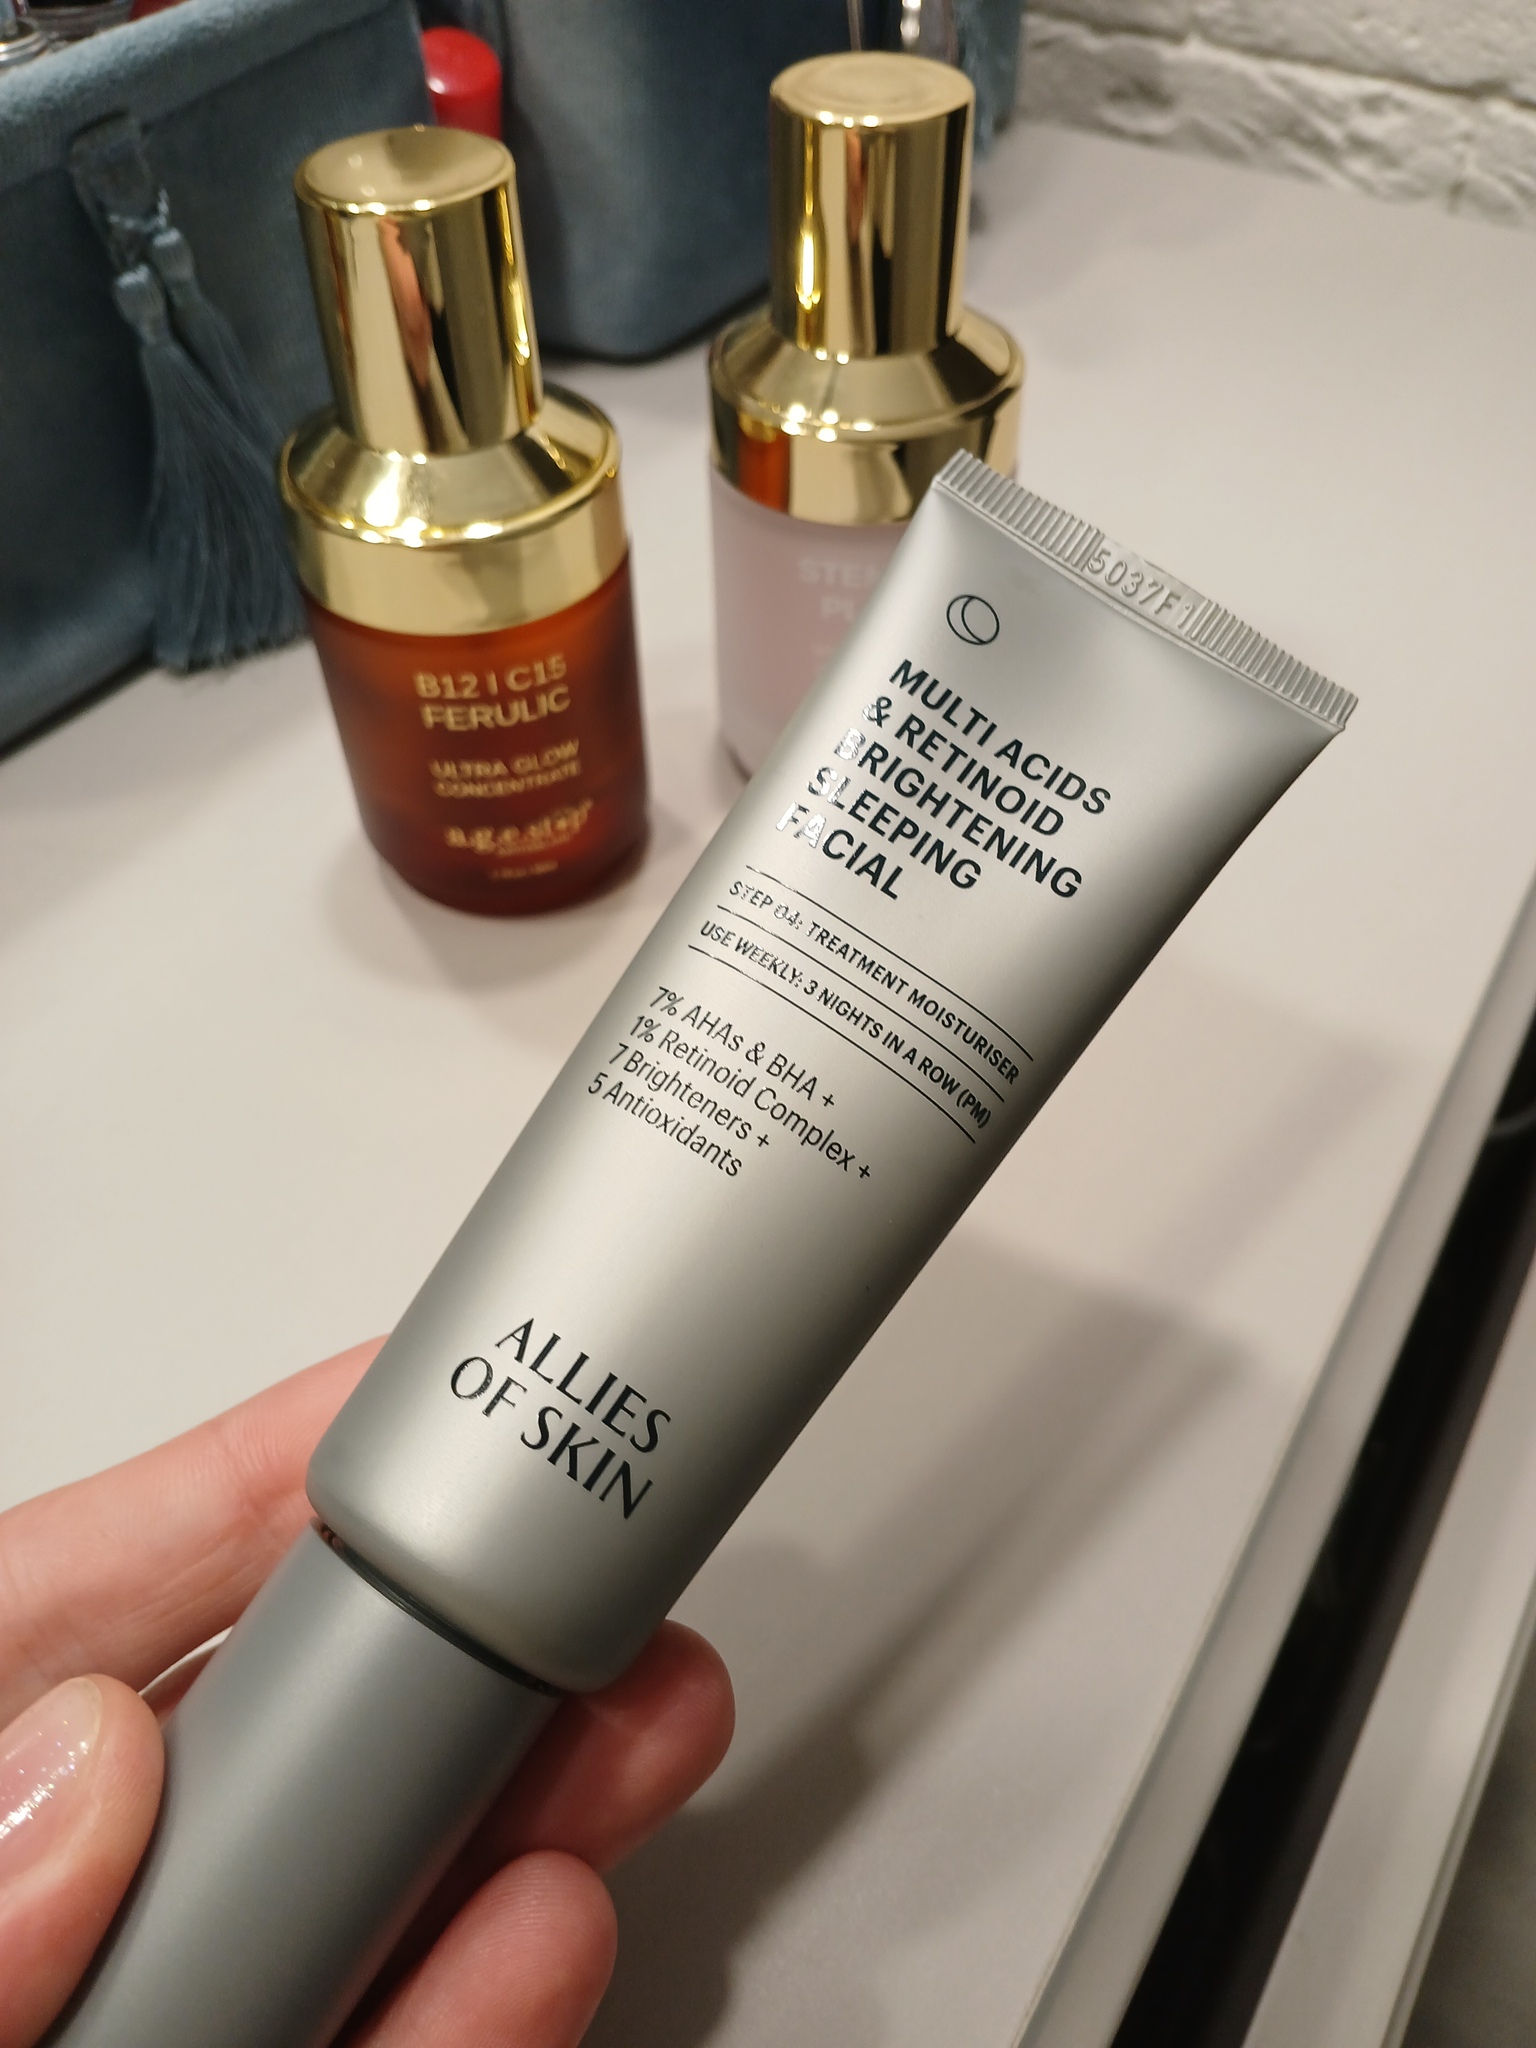 B12 | C15
FERULIC
ULTRA GLOW
CONCENTRATE
5037F1
MULTI ACIDS
& RETINOID
BRIGHTENING
SLEEPING
FACIAL
STEP 04: TREATMENT MOISTURISER
USE WEEKLY: 3 NIGHTS IN A ROW (PM)
7% AHAs & BHA +
1% Retinoid Complex +
7 Brighteners +
5 Antioxidants
ALLIES
OF SKIN